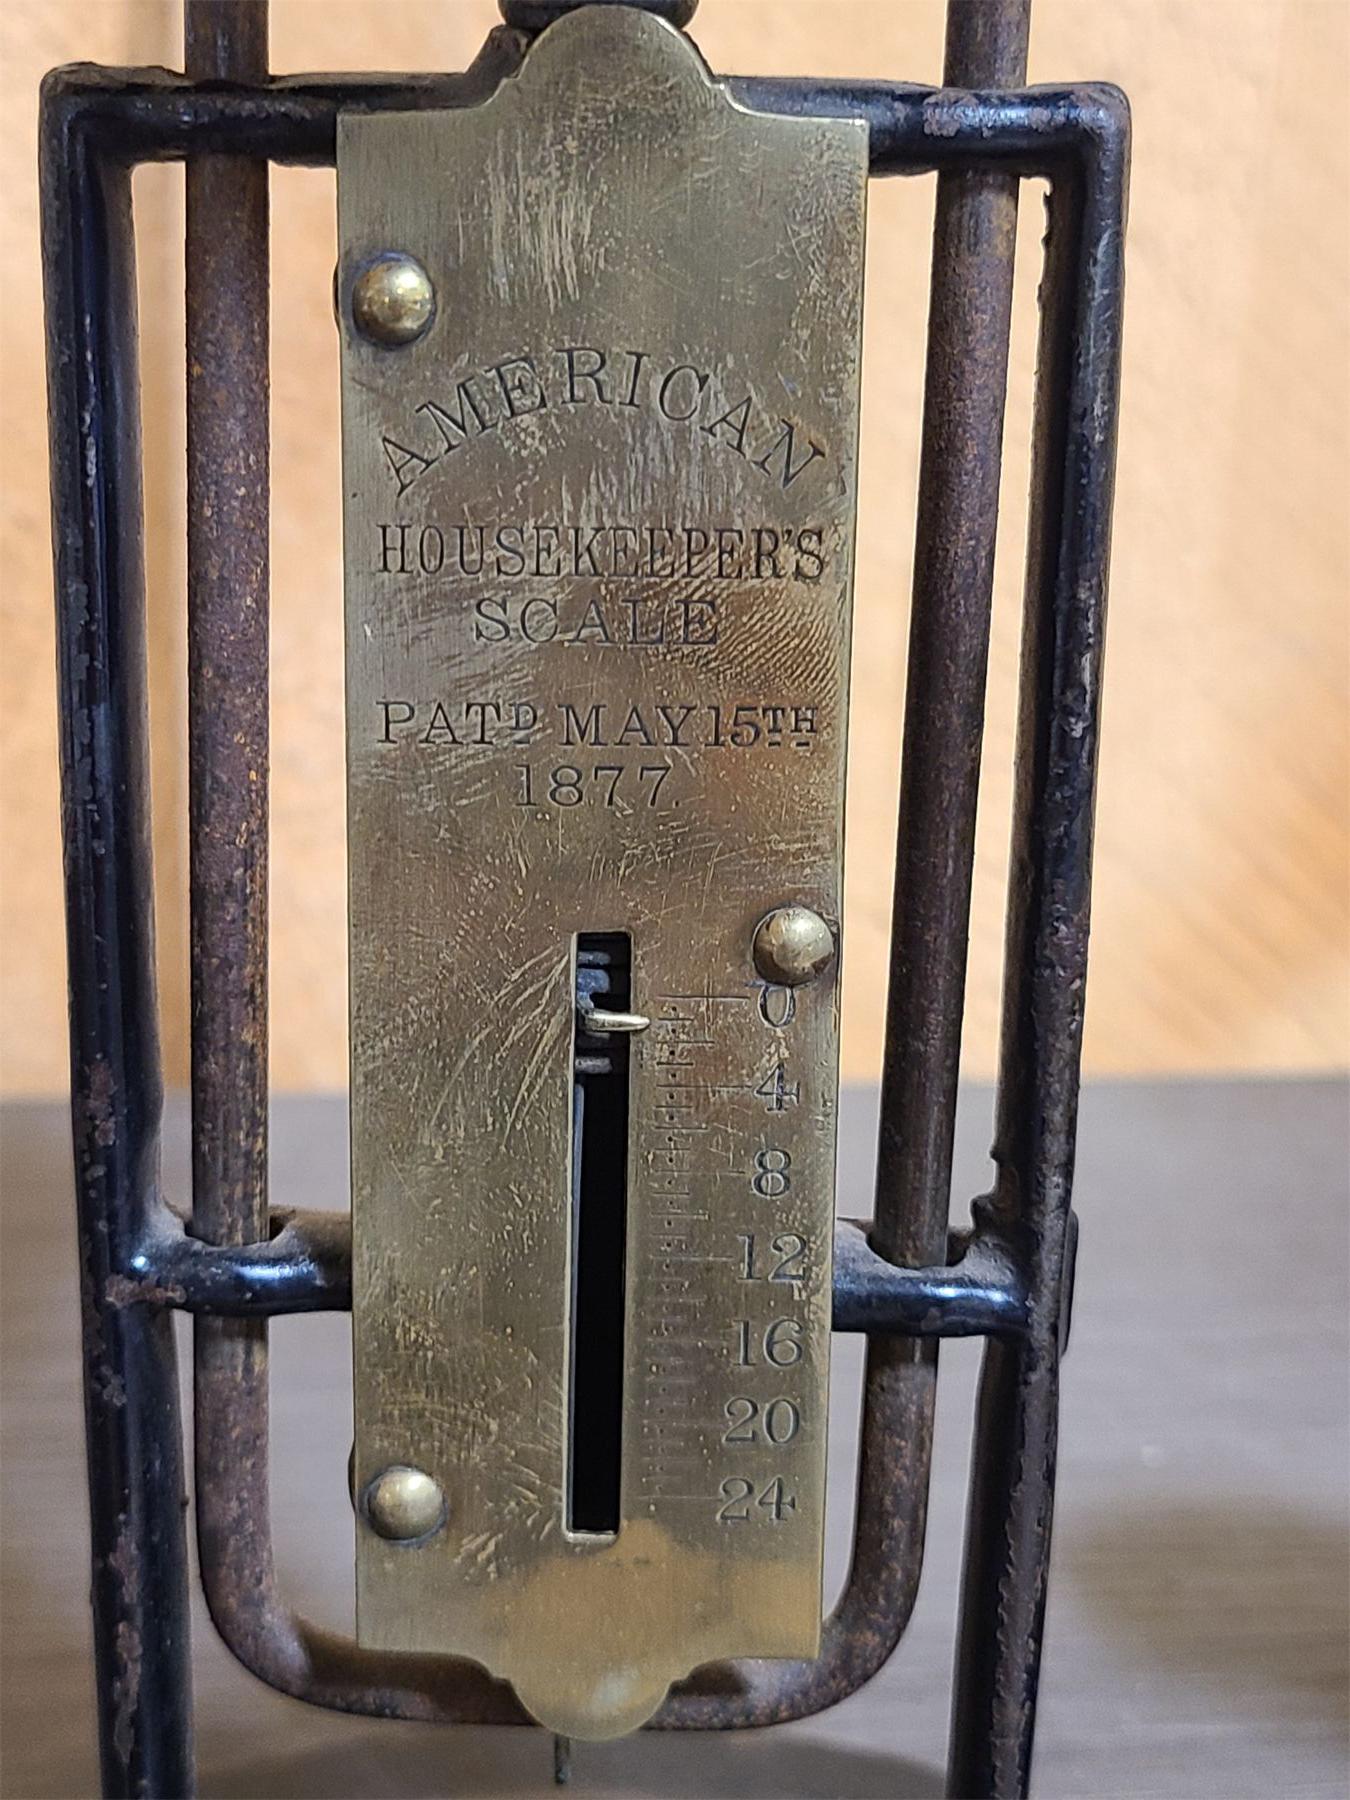 AMERICAN
HOUSEKEEPER'S
SCALE
PATD MAY 15TH
1877.
0
4
8
12
16
20
24